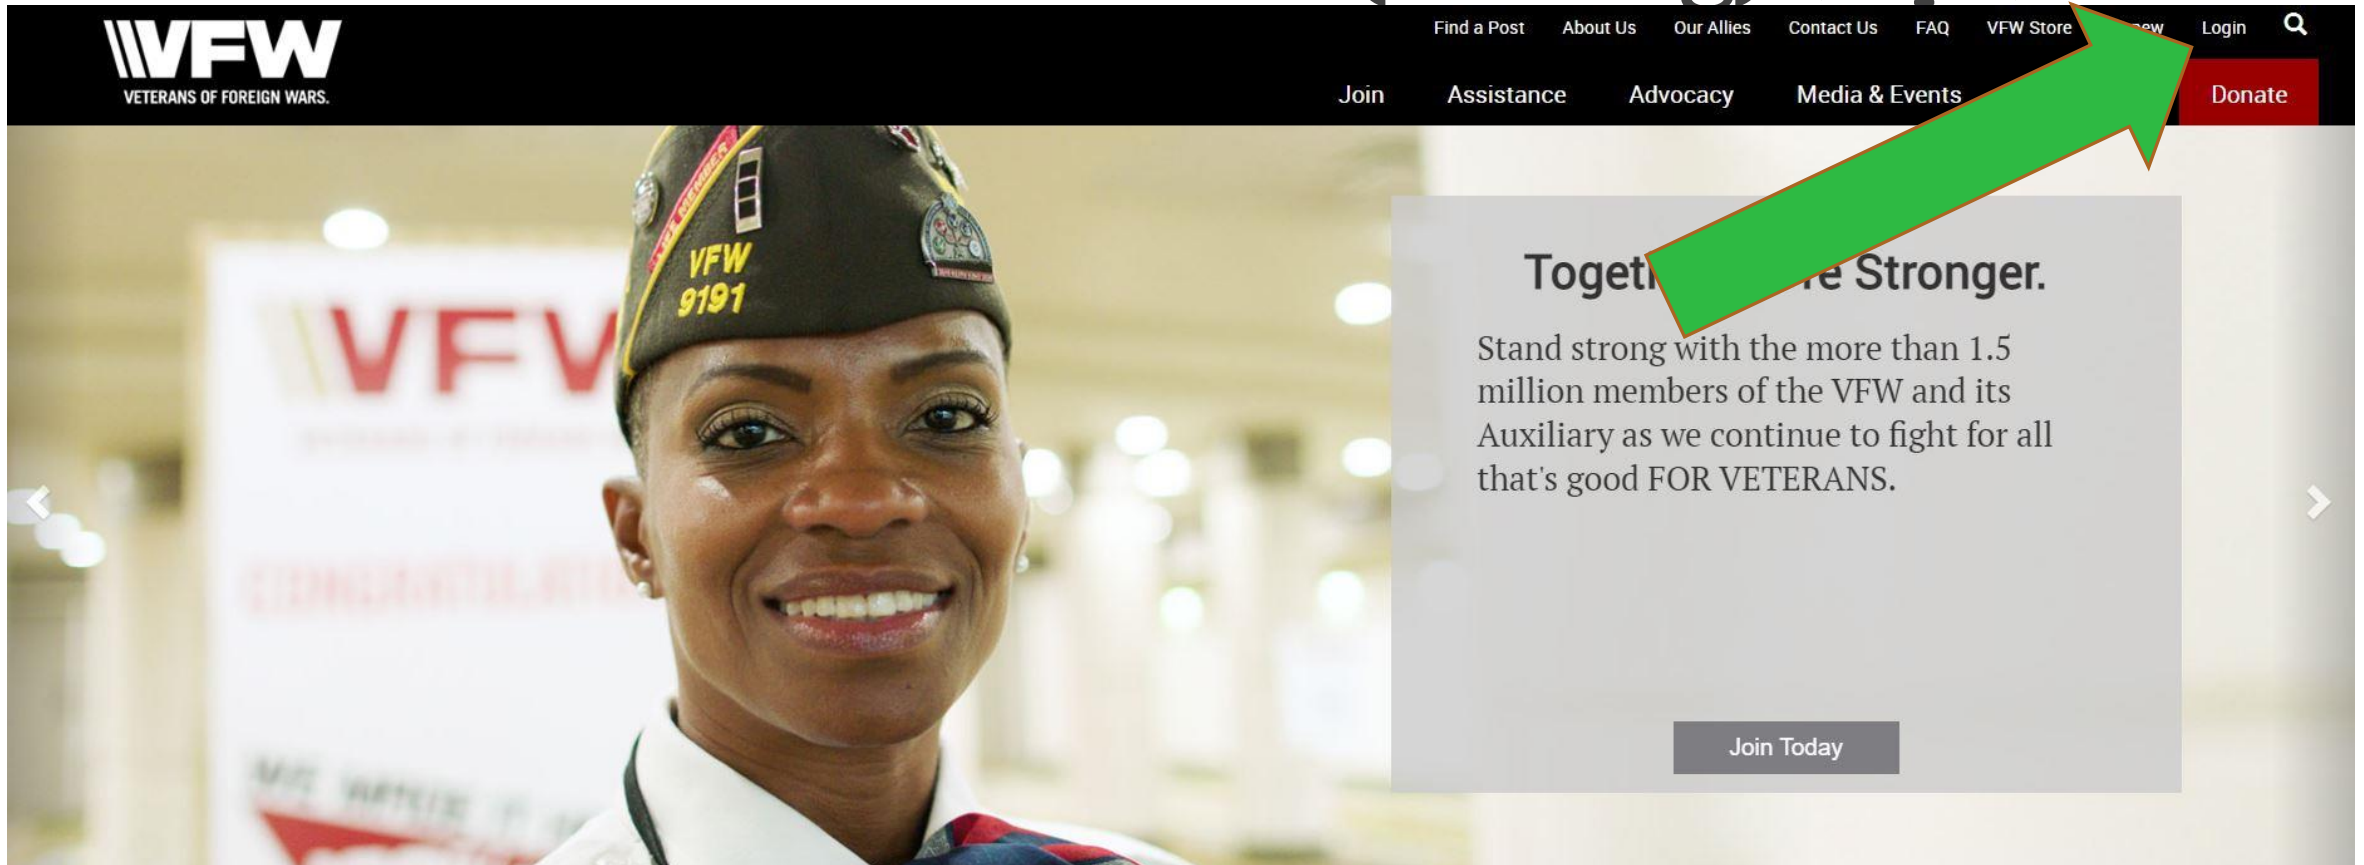 VFW
VETERANS OF FOREIGN WARS.
Find a Post About Us Our Allies Contact Us FAQ VFW Store Login
Join Assistance Advocacy Media & Events Donate
LIFE MEMBER
VFW
9191
VFW
Stronger.
Stand strong with the more than 1.5
million members of the VFW and its
Auxiliary as we continue to fight for all
that's good FOR VETERANS.
Join Today